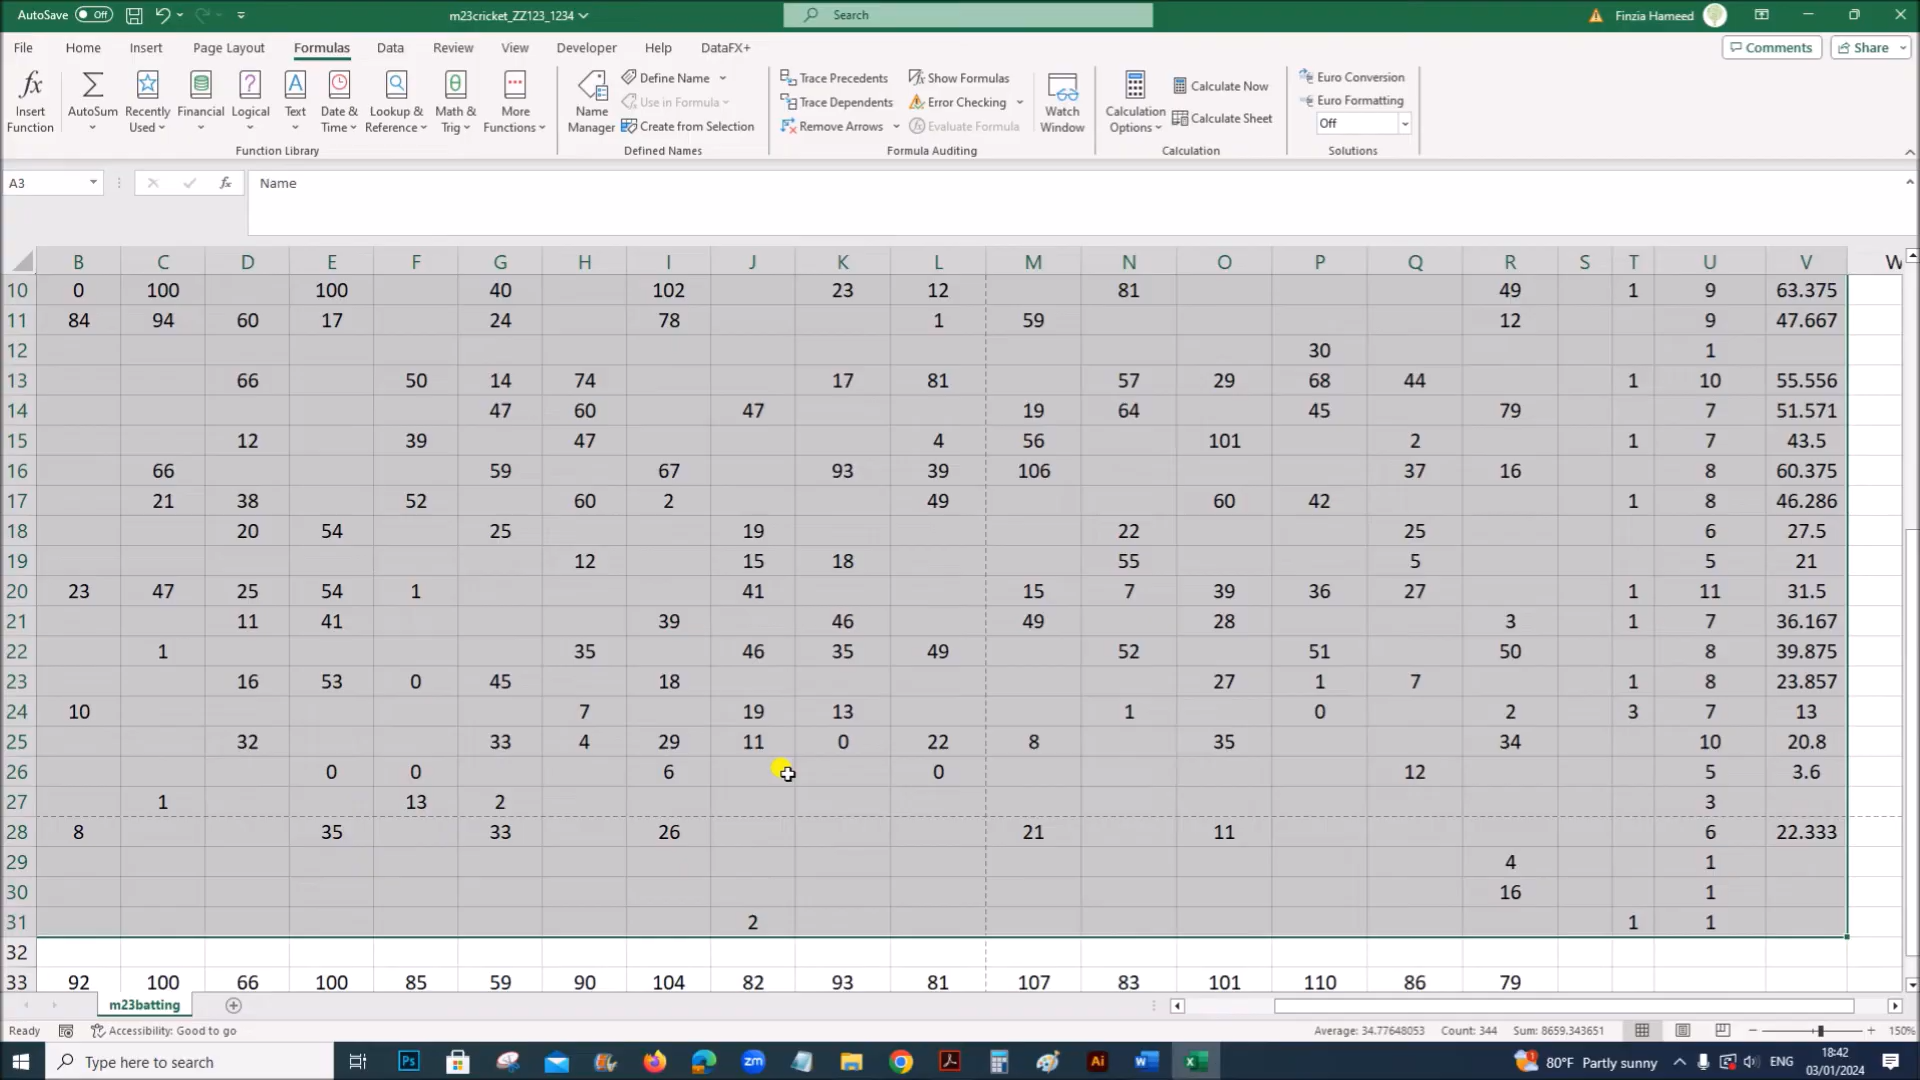 AutoSave Off m23cricket_ZZ123_1234 Search Finzia Hameed
File Home Insert Page Layout Formulas Data Review View Developer Help DataFX+ Comments Share
fx Σ ? A θ Define Name Trace Precedents Show Formulas Calculate Now Euro Conversion
Insert Function AutoSum Recently Used Financial Logical Text Date & Time Lookup & Reference Math & Trig More Functions Name Manager Use in Formula Trace Dependents Error Checking Watch Window Calculation Options Calculate Sheet Euro Formatting
Create from Selection Remove Arrows Evaluate Formula Off
Function Library Defined Names Formula Auditing Calculation Solutions
A3 fx Name
B C D E F G H I J K L M N O P Q R S T U V W
10 0 100 100 40 102 23 12 81 49 1 9 63.375
11 84 94 60 17 24 78 1 59 12 9 47.667
12 30 1
13 66 50 14 74 17 81 57 29 68 44 1 10 55.556
14 47 60 47 19 64 45 79 7 51.571
15 12 39 47 4 56 101 2 1 7 43.5
16 66 59 67 93 39 106 37 16 8 60.375
17 21 38 52 60 2 49 60 42 1 8 46.286
18 20 54 25 19 22 25 6 27.5
19 12 15 18 55 5 5 21
20 23 47 25 54 1 41 15 7 39 36 27 1 11 31.5
21 11 41 39 46 49 28 3 1 7 36.167
22 1 35 46 35 49 52 51 50 8 39.875
23 16 53 0 45 18 27 1 7 1 8 23.857
24 10 7 19 13 1 0 2 3 7 13
25 32 33 4 29 11 0 22 8 35 34 10 20.8
26 0 0 6 0 12 5 3.6
27 1 13 2 3
28 8 35 33 26 21 11 6 22.333
29 4 1
30 16 1
31 2 1 1
32
33 92 100 66 100 85 59 90 104 82 93 81 107 83 101 110 86 79
m23batting
Ready Accessibility: Good to go Average: 34.77648053 Count: 344 Sum: 8659.343651 150%
Type here to search Ps zm Ai 1 80°F Partly sunny ENG 18:42
03/01/2024